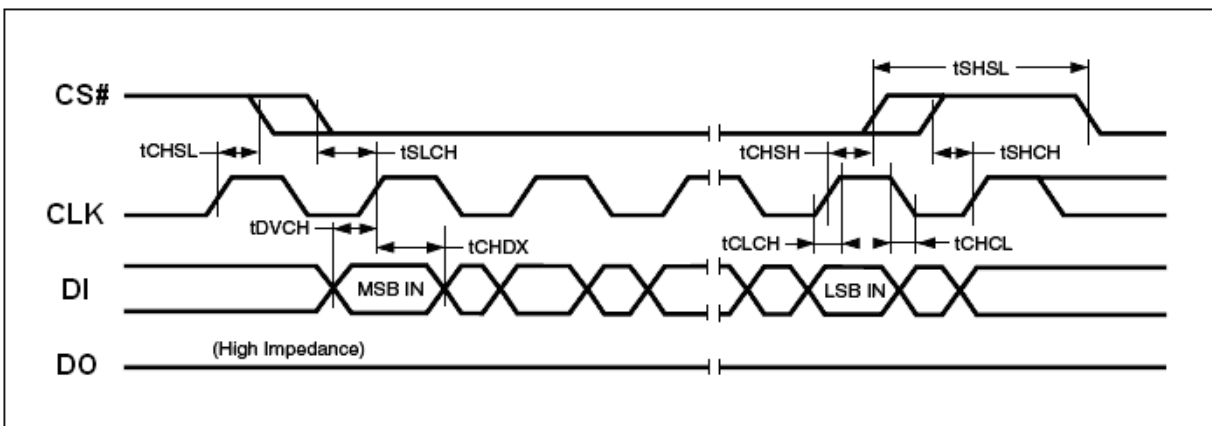 tSHSL
CS#
tCHSL
tSLCH
tCHSH
tSHCH
CLK
tDVCH
tCHDX
tCLCH
tCHCL
DI
MSB IN
LSB IN
(High Impedance)
DO